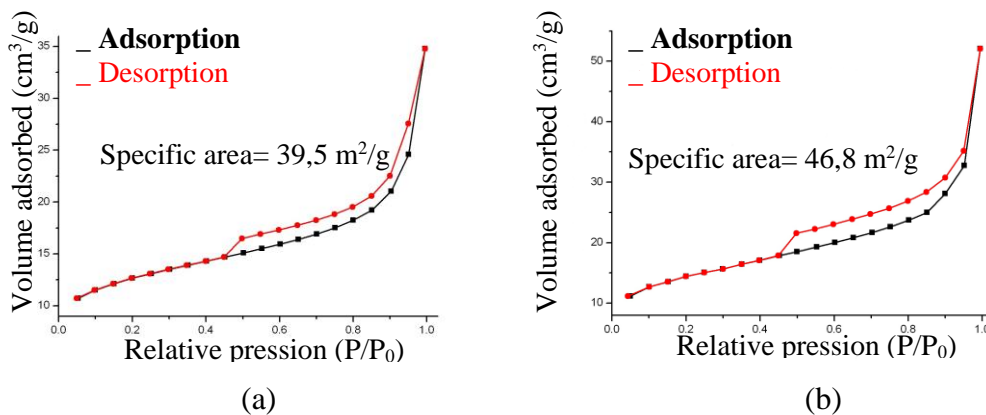 Volume adsorbed (cm³/g)
35
30
25
20
15
10
_ Adsorption
_ Desorption
Specific area= 39,5 m²/g
0.0 0.2 0.4 0.6 0.8 1.0
Relative pression (P/P₀)
(a)
Volume adsorbed (cm³/g)
50
40
30
20
10
_ Adsorption
_ Desorption
Specific area= 46,8 m²/g
0.0 0.2 0.4 0.6 0.8 1.0
Relative pression (P/P₀)
(b)